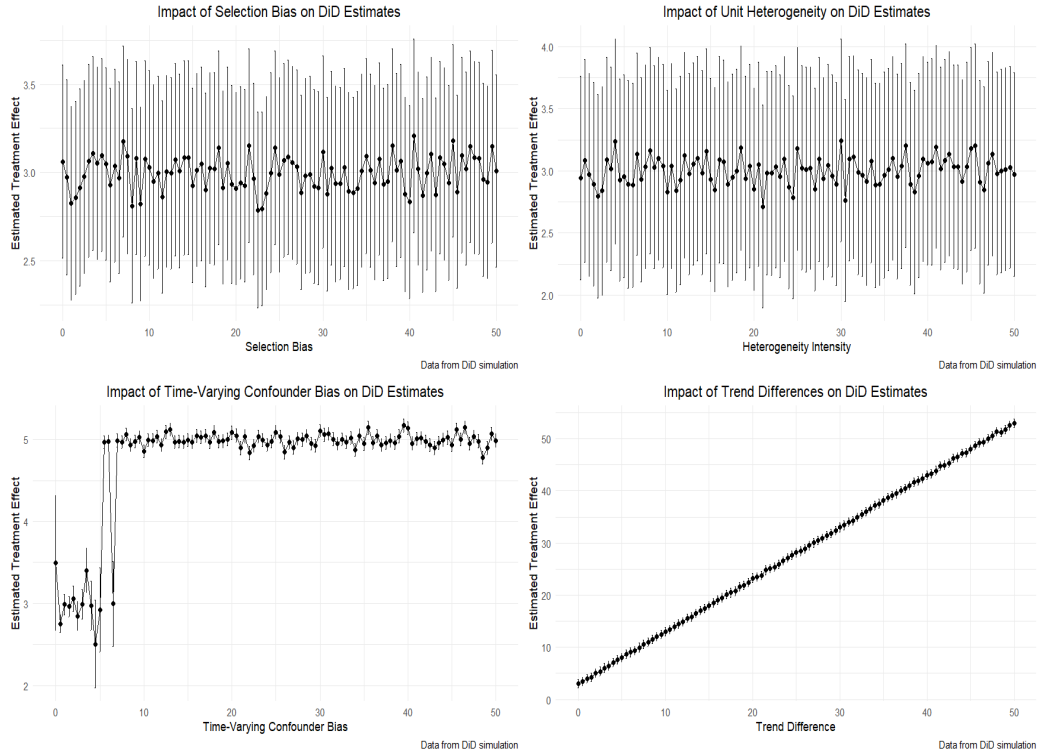 Impact of Selection Bias on DiD Estimates
Estimated Treatment Effect
3.5
3.0
2.5
0 10 20 30 40 50
Selection Bias
Data from DiD simulation
Impact of Unit Heterogeneity on DiD Estimates
Estimated Treatment Effect
4.0
3.5
3.0
2.5
2.0
0 10 20 30 40 50
Heterogeneity Intensity
Data from DiD simulation
Impact of Time-Varying Confounder Bias on DiD Estimates
Estimated Treatment Effect
5
4
3
2
0 10 20 30 40 50
Time-Varying Confounder Bias
Data from DiD simulation
Impact of Trend Differences on DiD Estimates
Estimated Treatment Effect
50
40
30
20
10
0
0 10 20 30 40 50
Trend Difference
Data from DiD simulation